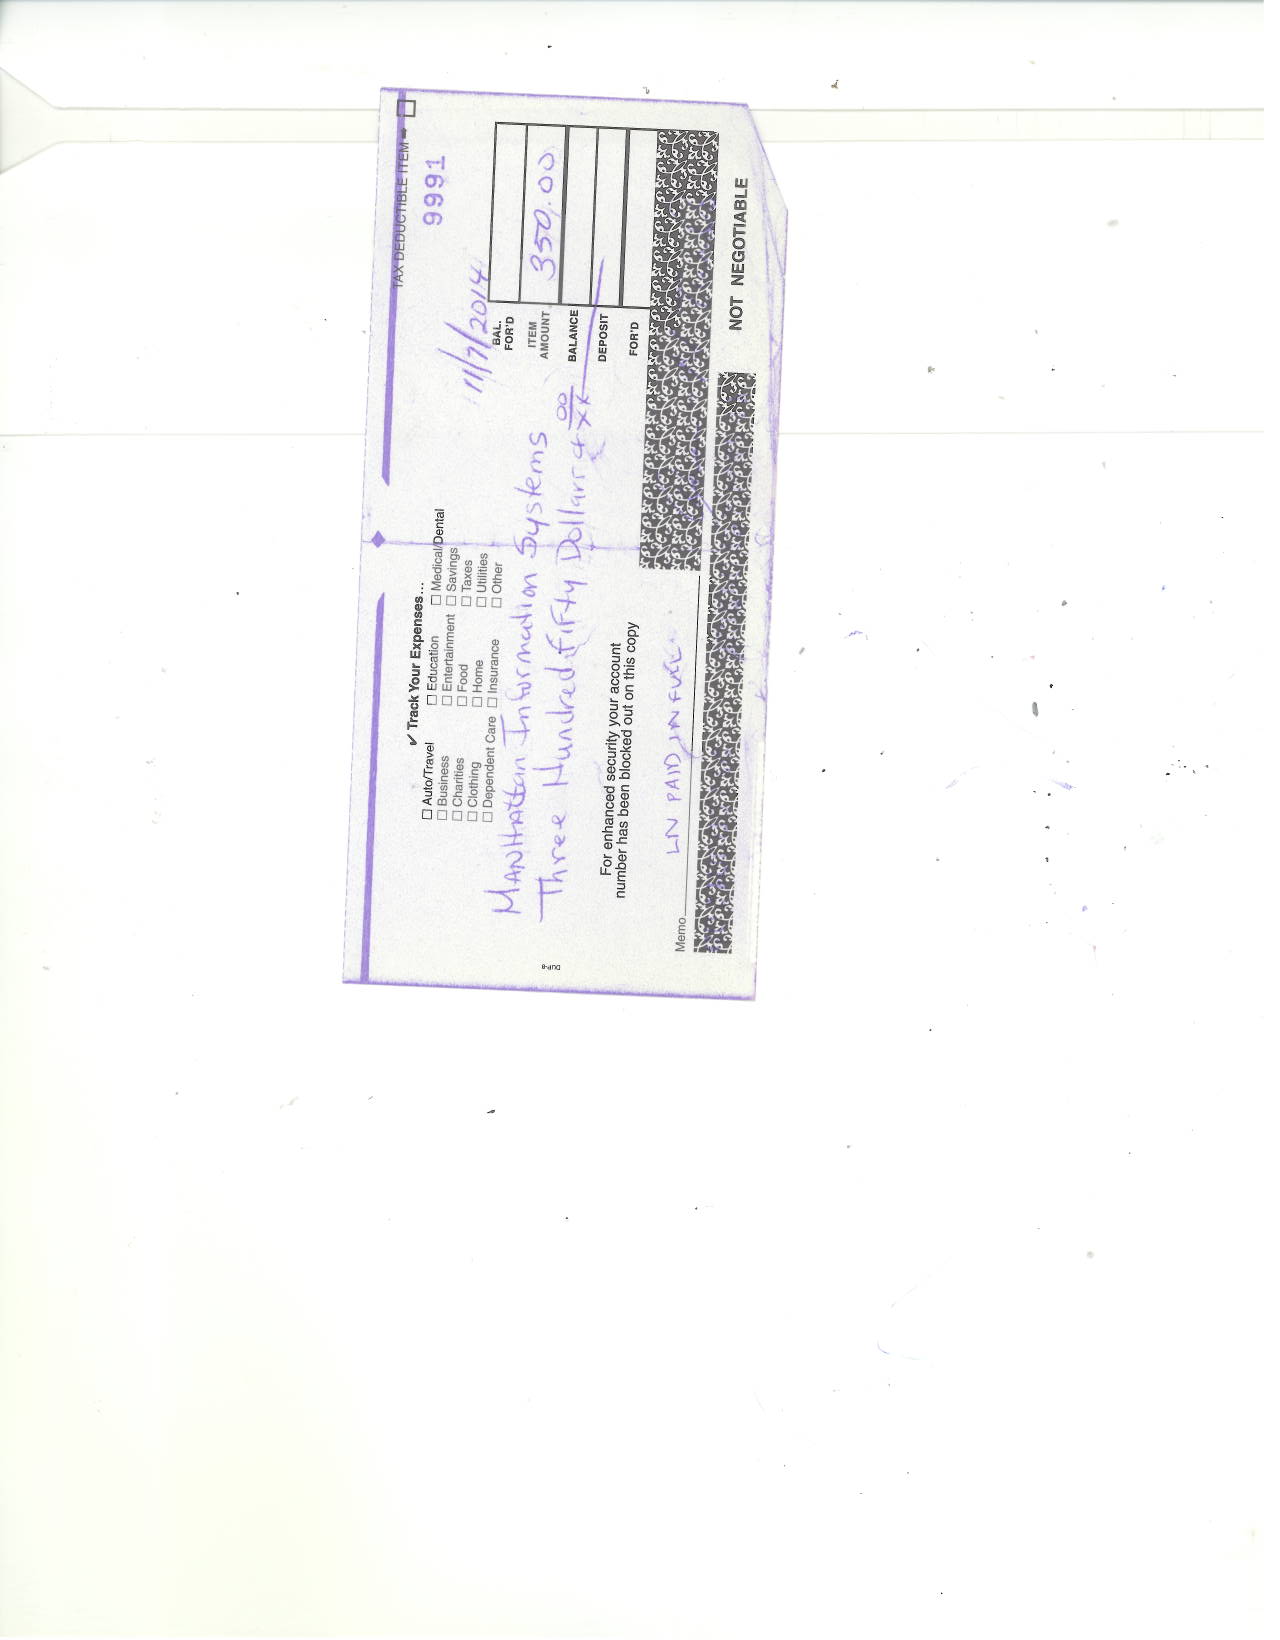 TAX DEDUCTIBLE ITEM ➡ ☐
9991
✓ Track Your Expenses...
☐ Auto/Travel ☐ Education ☐ Medical/Dental
☐ Business ☐ Entertainment ☐ Savings
☐ Charities ☐ Food ☐ Taxes
☐ Clothing ☐ Home ☐ Utilities
☐ Dependent Care ☐ Insurance ☐ Other
11/7/2014
BAL. FOR'D
MANHAttan Information Systems
ITEM AMOUNT 350.00
Three Hundred Fifty Dollars & 00/xx
BALANCE
DEPOSIT
FOR'D
For enhanced security your account
number has been blocked out on this copy
Memo LN PAID IN FULL
NOT NEGOTIABLE
DUP-8